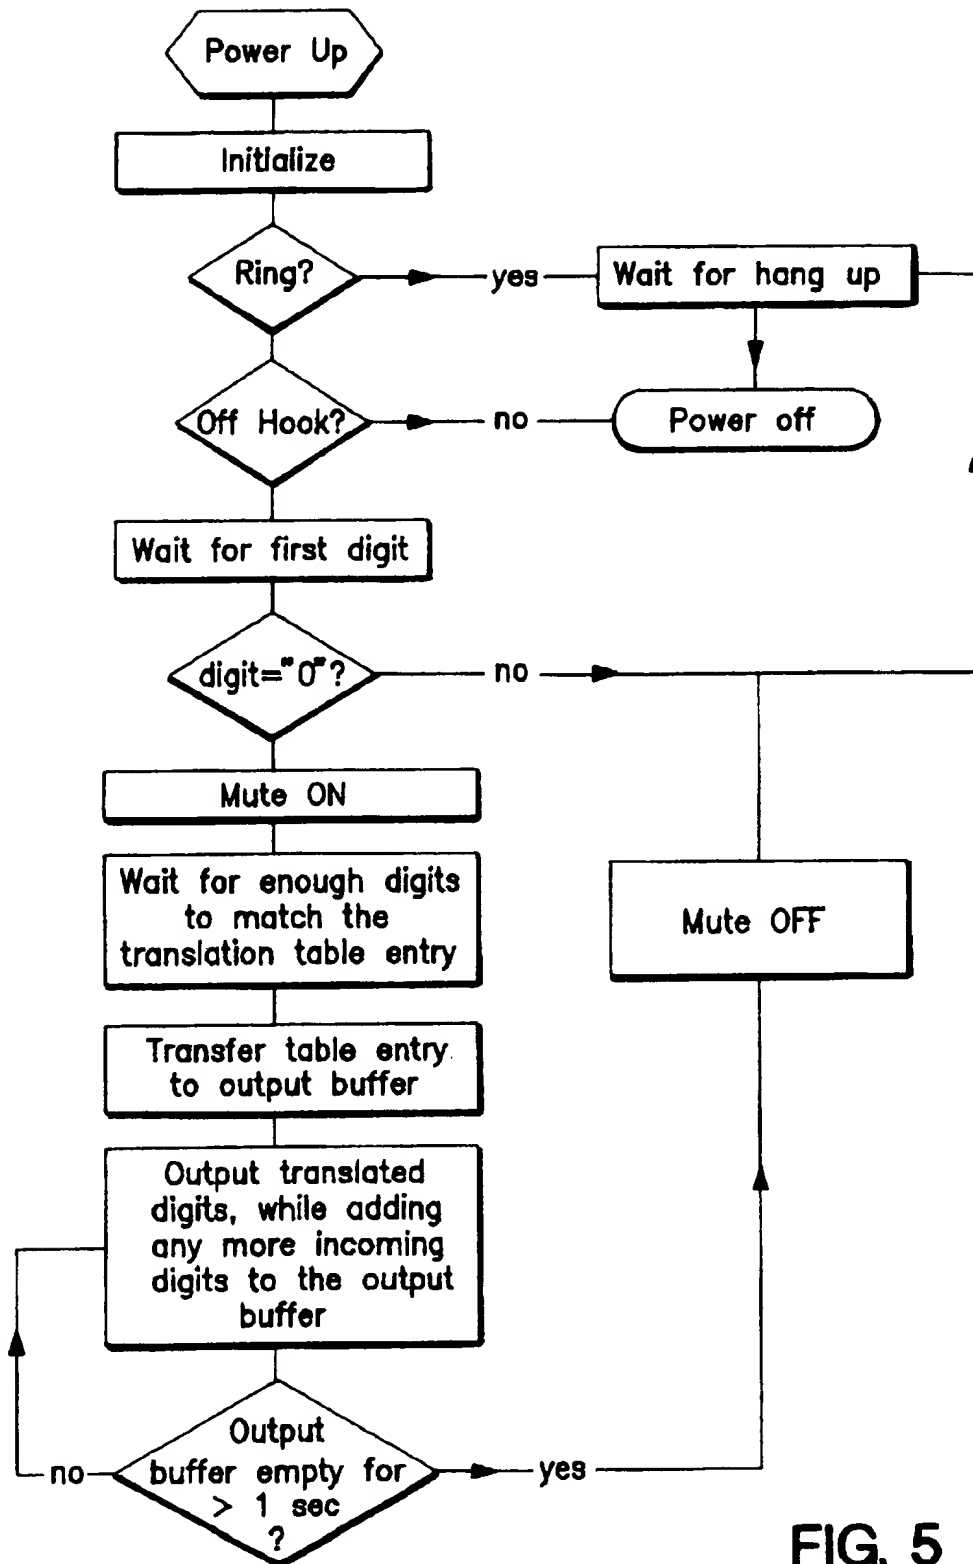 Power Up
Initialize
Ring?
yes
Wait for hang up
Off Hook?
no
Power off
Wait for first digit
digit="0"?
no
Mute ON
Wait for enough digits
to match the
translation table entry
Mute OFF
Transfer table entry
to output buffer
Output translated
digits, while adding
any more incoming
digits to the output
buffer
Output
buffer empty for
> 1 sec
?
no
yes
FIG. 5